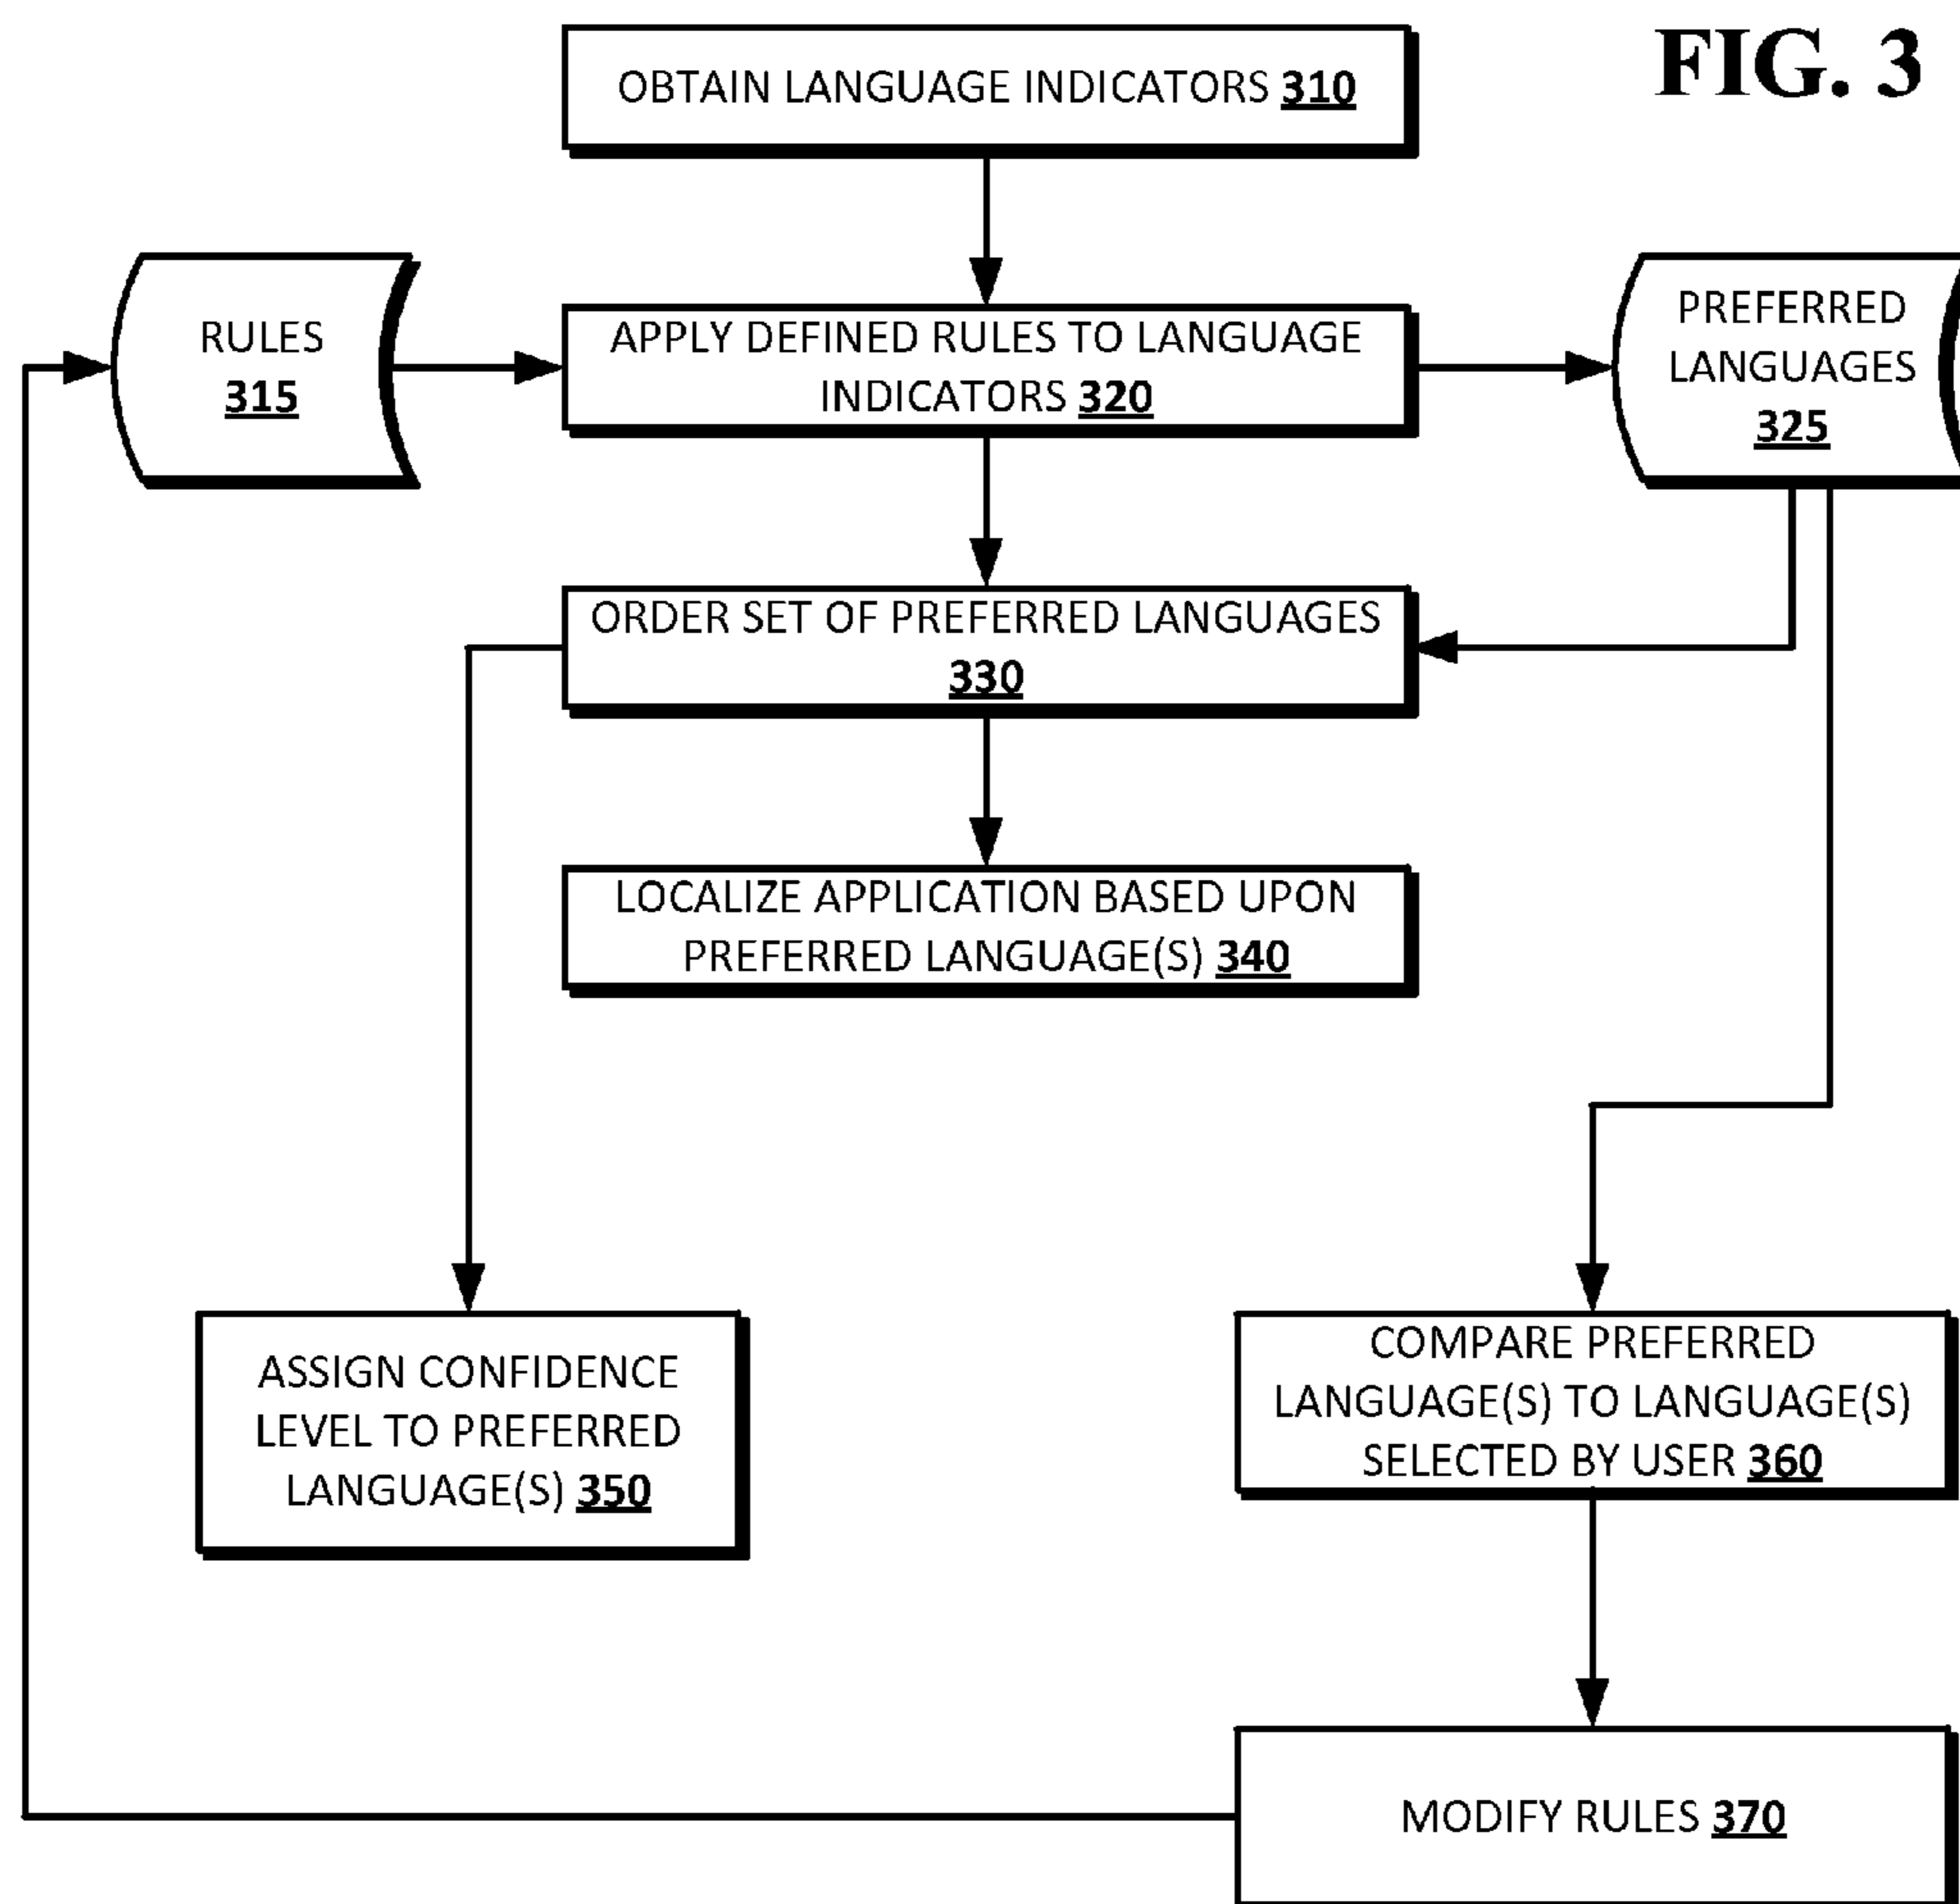 FIG. 3
OBTAIN LANGUAGE INDICATORS 310
RULES
315
APPLY DEFINED RULES TO LANGUAGE
INDICATORS 320
PREFERRED
LANGUAGES
325
ORDER SET OF PREFERRED LANGUAGES
330
LOCALIZE APPLICATION BASED UPON
PREFERRED LANGUAGE(S) 340
ASSIGN CONFIDENCE
LEVEL TO PREFERRED
LANGUAGE(S) 350
COMPARE PREFERRED
LANGUAGE(S) TO LANGUAGE(S)
SELECTED BY USER 360
MODIFY RULES 370